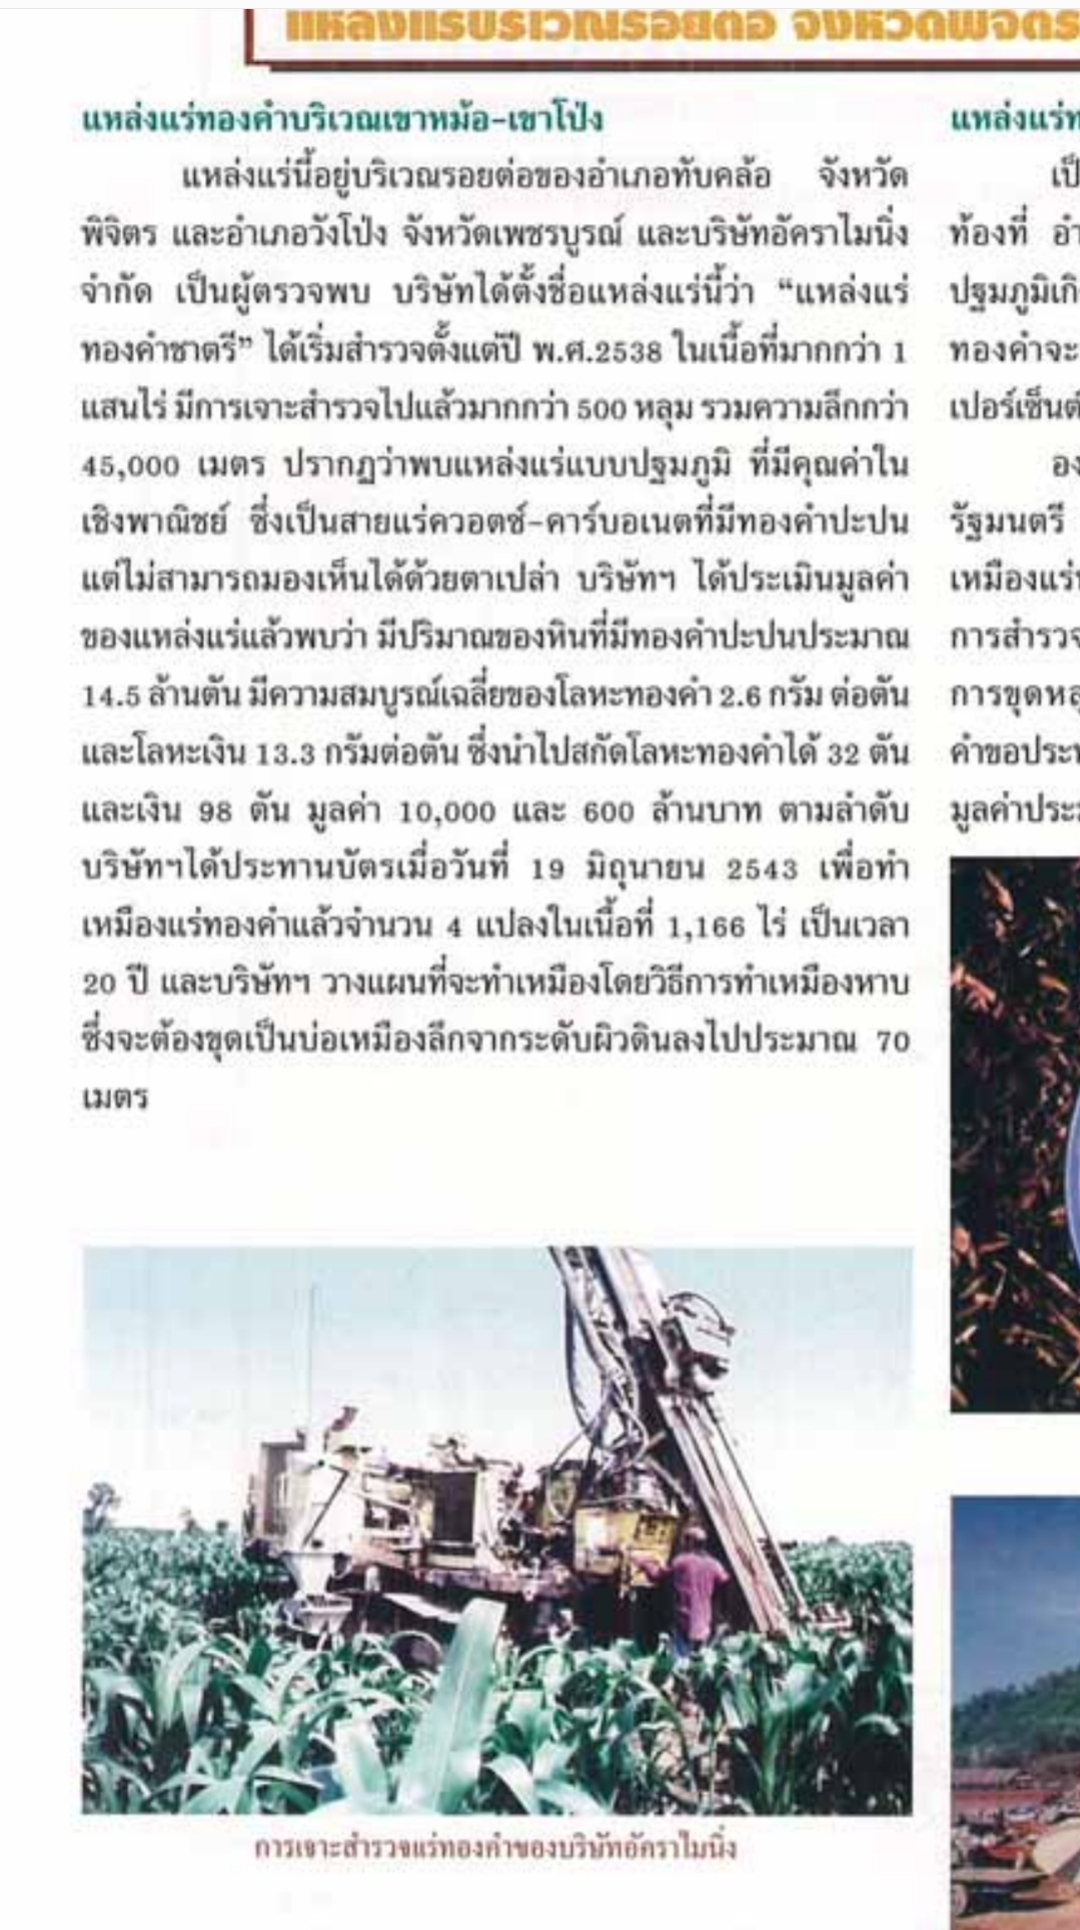 แหล่งแร่บริเวณรอยต่อ จังหวัดพิจิตร
แหล่งแร่ทองคำบริเวณเขาหม้อ-เขาโป่ง
แหล่งแร่นี้อยู่บริเวณรอยต่อของอำเภอทับคล้อ จังหวัด
พิจิตร และอำเภอวังโป่ง จังหวัดเพชรบูรณ์ และบริษัทอัคราไมนิ่ง
จำกัด เป็นผู้ตรวจพบ บริษัทได้ตั้งชื่อแหล่งแร่นี้ว่า “แหล่งแร่
ทองคำชาตรี” ได้เริ่มสำรวจตั้งแต่ปี พ.ศ.2538 ในเนื้อที่มากกว่า 1
แสนไร่ มีการเจาะสำรวจไปแล้วมากกว่า 500 หลุม รวมความลึกกว่า
45,000 เมตร ปรากฏว่าพบแหล่งแร่แบบปฐมภูมิ ที่มีคุณค่าใน
เชิงพาณิชย์ ซึ่งเป็นสายแร่ควอตซ์-คาร์บอเนตที่มีทองคำปะปน
แต่ไม่สามารถมองเห็นได้ด้วยตาเปล่า บริษัทฯ ได้ประเมินมูลค่า
ของแหล่งแร่แล้วพบว่า มีปริมาณของหินที่มีทองคำปะปนประมาณ
14.5 ล้านตัน มีความสมบูรณ์เฉลี่ยของโลหะทองคำ 2.6 กรัม ต่อตัน
และโลหะเงิน 13.3 กรัมต่อตัน ซึ่งนำไปสกัดโลหะทองคำได้ 32 ตัน
และเงิน 98 ตัน มูลค่า 10,000 และ 600 ล้านบาท ตามลำดับ
บริษัทฯได้ประทานบัตรเมื่อวันที่ 19 มิถุนายน 2543 เพื่อทำ
เหมืองแร่ทองคำแล้วจำนวน 4 แปลงในเนื้อที่ 1,166 ไร่ เป็นเวลา
20 ปี และบริษัทฯ วางแผนที่จะทำเหมืองโดยวิธีการทำเหมืองหาบ
ซึ่งจะต้องขุดเป็นบ่อเหมืองลึกจากระดับผิวดินลงไปประมาณ 70
เมตร
การเจาะสำรวจแร่ทองคำของบริษัทอัคราไมนิ่ง
แหล่งแร่
ท้องที่
ปฐมภูมิ
ทองคำจะ
เปอร์เซ็นต์
รัฐมนตรี
เหมืองแร่
การสำรวจ
การขุด